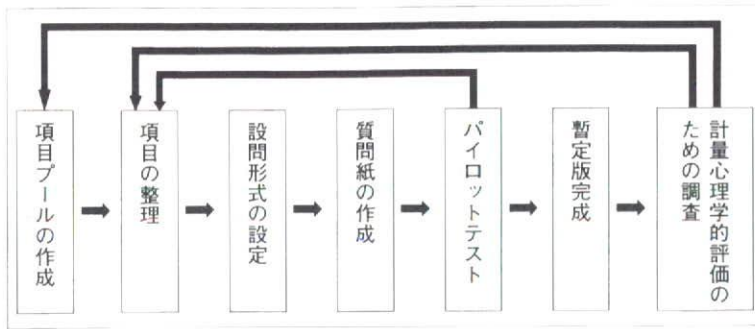 項目プールの作成
項目の整理
設問形式の設定
質問紙の作成
パイロットテスト
暫定版完成
計量心理学的評価の
ための調査